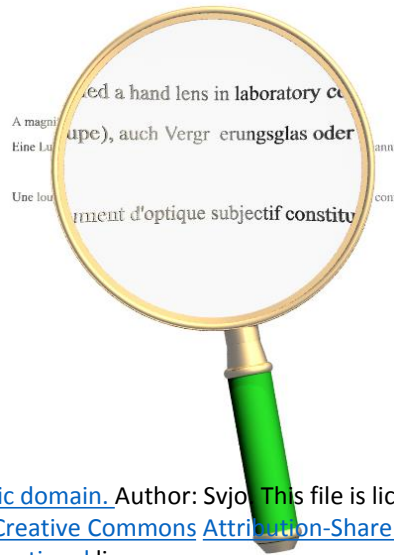 ed a hand lens in laboratory
A magni
upe), auch Vergr erungsglas oder
Eine Lu ann
Une lou
ment d'optique subjectif constitu
ic domain. Author: Svjo This file is lic
Creative Commons Attribution-Share